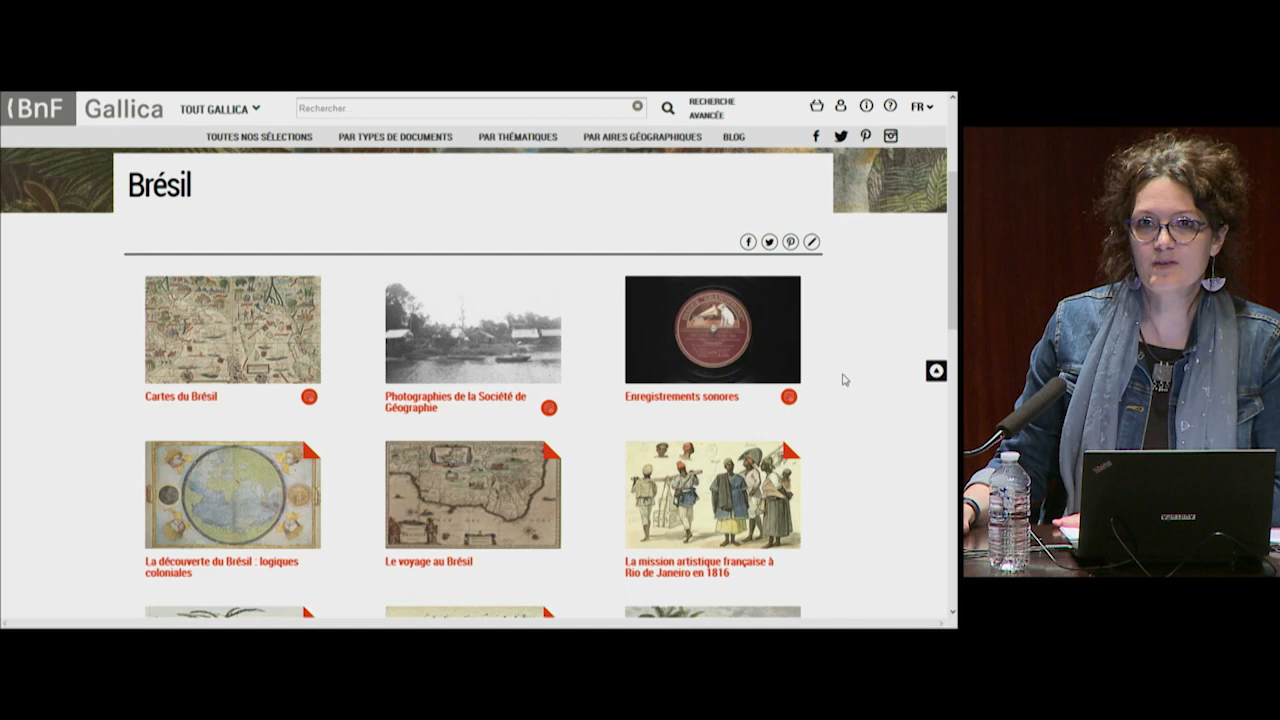 BnF Gallica
TOUT GALLICA
Rechercher...
RECHERCHE
AVANCÉE
FR
TOUTES NOS SÉLECTIONS
PAR TYPES DE DOCUMENTS
PAR THÉMATIQUES
PAR AIRES GÉOGRAPHIQUES
BLOG
Brésil
Cartes du Brésil
Photographies de la Société de
Géographie
Enregistrements sonores
La découverte du Brésil : logiques
coloniales
Le voyage au Brésil
La mission artistique française à
Rio de Janeiro en 1816
ThinkPad